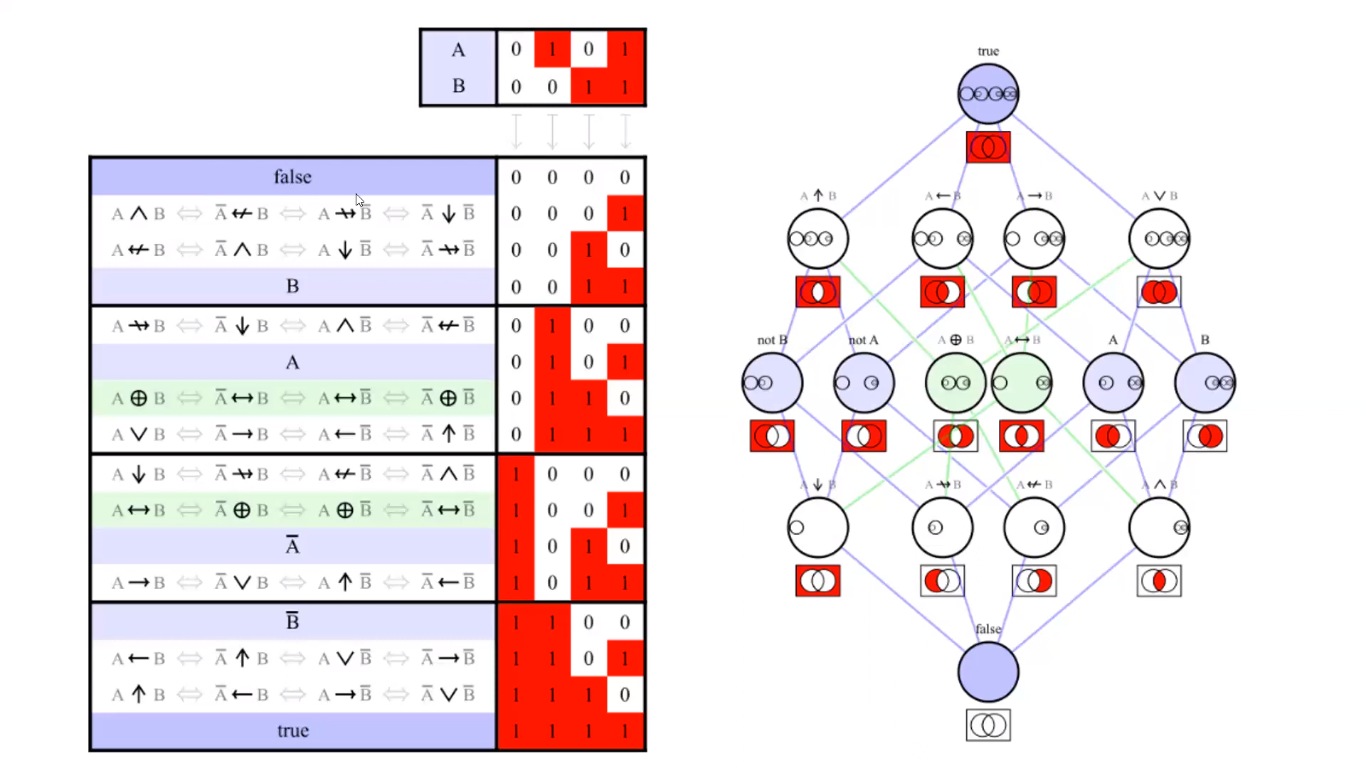 A 0 1 0 1
B 0 0 1 1
false 0 0 0 0
A ∧ B ⇔ A̅ ↚ B ⇔ A ↛ B̅ ⇔ A̅ ↓ B̅ 0 0 0 1
A ↚ B ⇔ A̅ ∧ B ⇔ A ↓ B̅ ⇔ A̅ ↛ B̅ 0 0 1 0
B 0 0 1 1
A ↛ B ⇔ A̅ ↓ B ⇔ A ∧ B̅ ⇔ A̅ ↚ B̅ 0 1 0 0
A 0 1 0 1
A ⊕ B ⇔ A̅ ↔ B ⇔ A ↔ B̅ ⇔ A̅ ⊕ B̅ 0 1 1 0
A ∨ B ⇔ A̅ → B ⇔ A ← B̅ ⇔ A̅ ↑ B̅ 0 1 1 1
A ↓ B ⇔ A̅ ↛ B ⇔ A ↚ B̅ ⇔ A̅ ∧ B̅ 1 0 0 0
A ↔ B ⇔ A̅ ⊕ B ⇔ A ⊕ B̅ ⇔ A̅ ↔ B̅ 1 0 0 1
A̅ 1 0 1 0
A → B ⇔ A̅ ∨ B ⇔ A ↑ B̅ ⇔ A̅ ← B̅ 1 0 1 1
B̅ 1 1 0 0
A ← B ⇔ A̅ ↑ B ⇔ A ∨ B̅ ⇔ A̅ → B̅ 1 1 0 1
A ↑ B ⇔ A̅ ← B ⇔ A → B̅ ⇔ A̅ ∨ B̅ 1 1 1 0
true 1 1 1 1
true
A ↑ B A ← B A → B A ∨ B
not B not A A ⊕ B A ↔ B A B
A ↓ B A ↛ B A ↚ B A ∧ B
false